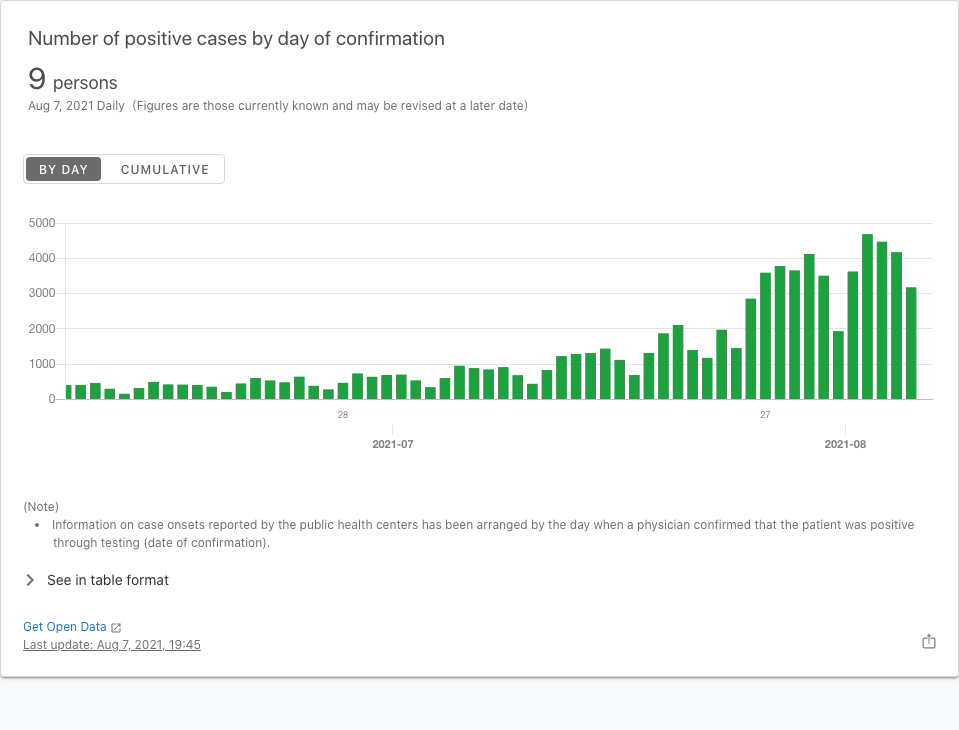 Number of positive cases by day of confirmation
9 persons
Aug 7, 2021 Daily (Figures are those currently known and may be revised at a later date)
BY DAY CUMULATIVE
5000
4000
3000
2000
1000
0
28 27
2021-07 2021-08
(Note)
• Information on case onsets reported by the public health centers has been arranged by the day when a physician confirmed that the patient was positive
through testing (date of confirmation).
See in table format
Get Open Data
Last update: Aug 7, 2021, 19:45